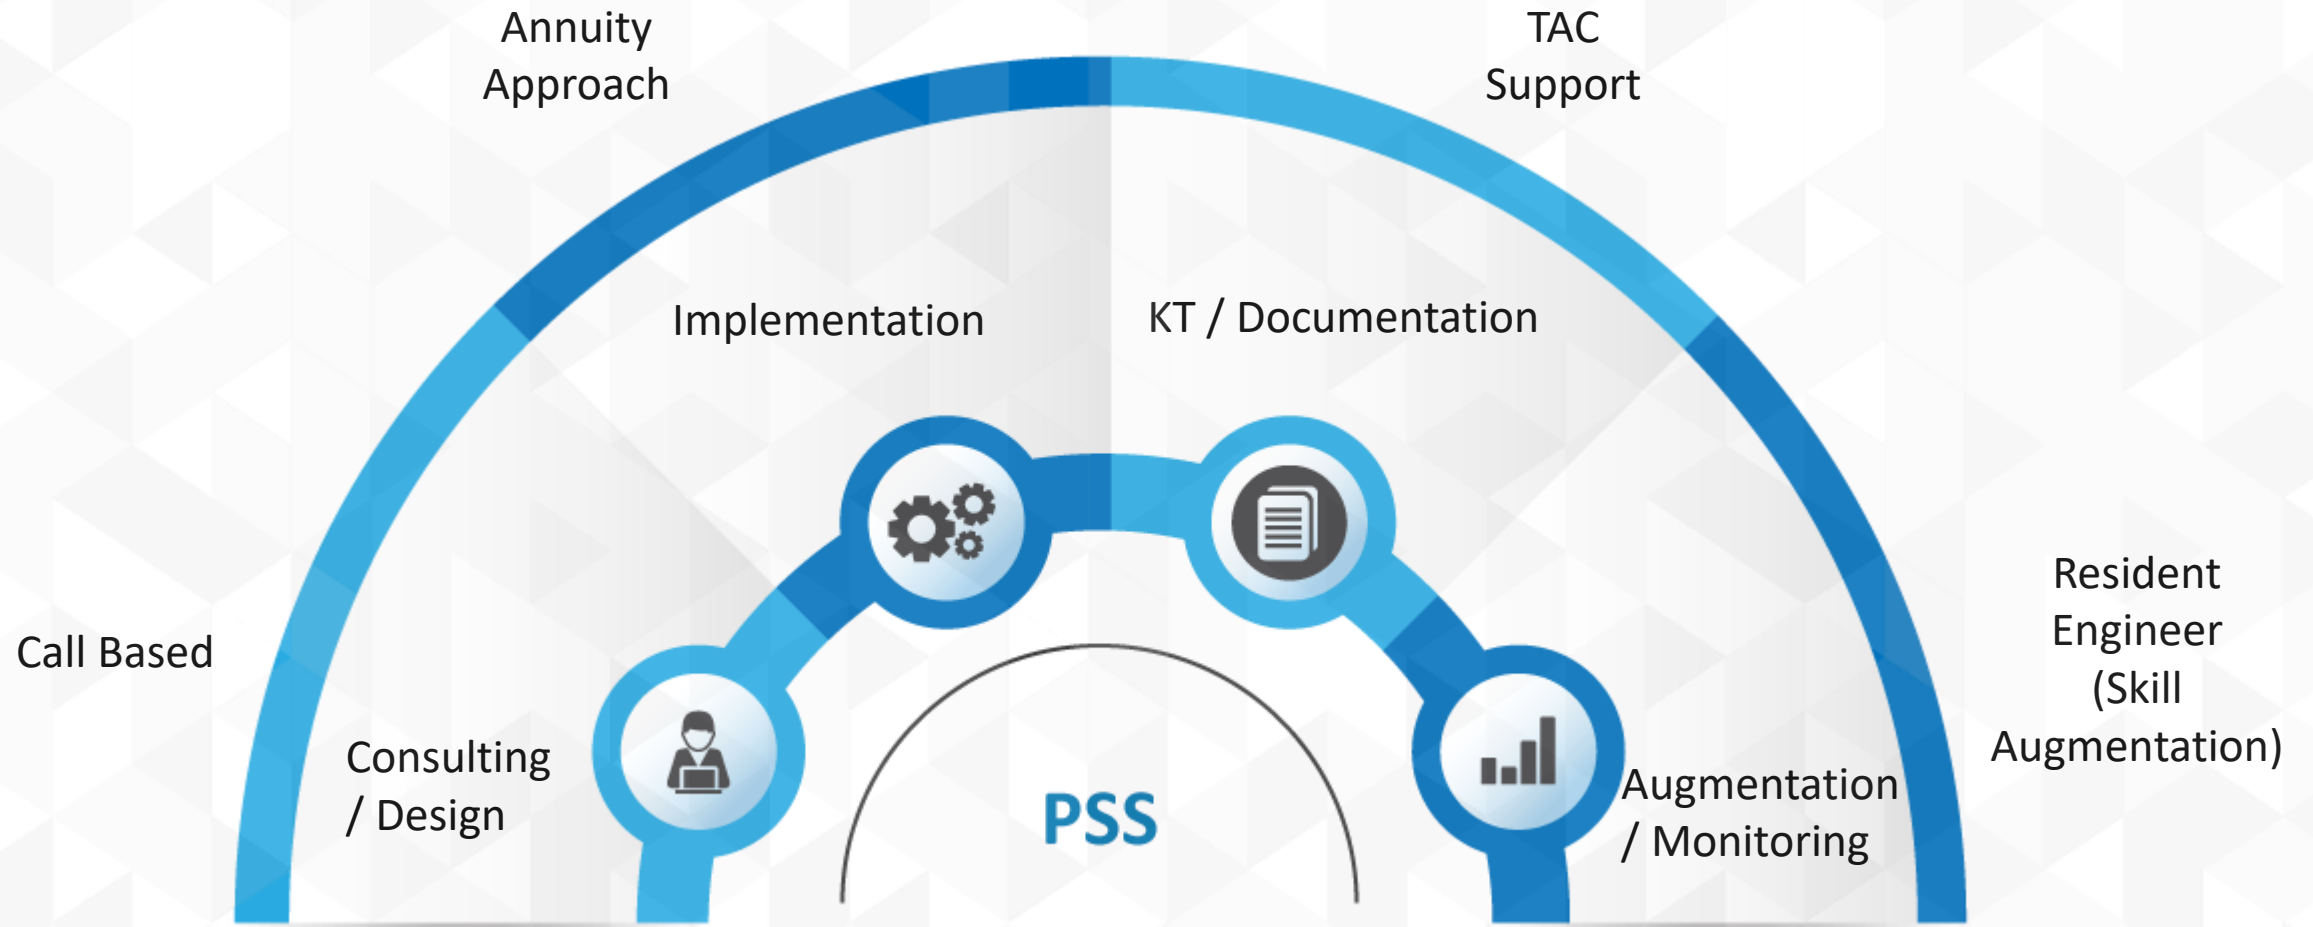 Annuity
Approach
TAC
Support
Implementation
KT / Documentation
Call Based
Consulting
/ Design
PSS
Augmentation
/ Monitoring
Resident
Engineer
(Skill
Augmentation)